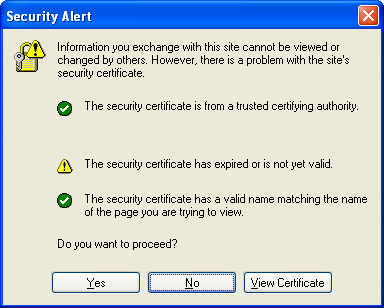 Security Alert
Information you exchange with this site cannot be viewed or
changed by others. However, there is a problem with the site's
security certificate.
The security certificate is from a trusted certifying authority.
The security certificate has expired or is not yet valid.
The security certificate has a valid name matching the name
of the page you are trying to view.
Do you want to proceed?
Yes No View Certificate